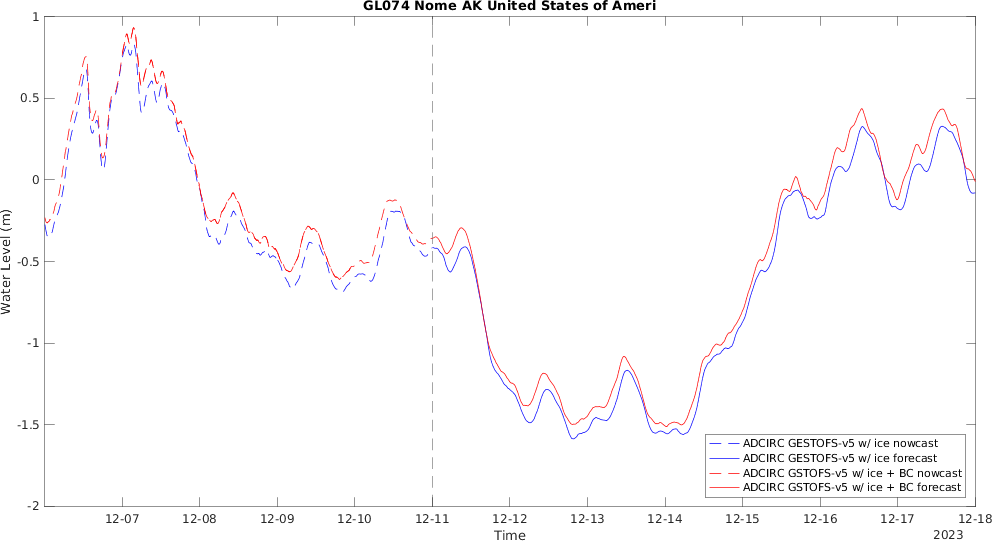 GL074 Nome AK United States of Ameri
1
0.5
0
-0.5
-1
-1.5
-2
Water Level (m)
12-07 12-08 12-09 12-10 12-11 12-12 12-13 12-14 12-15 12-16 12-17 12-18
Time
2023
ADCIRC GESTOFS-v5 w/ ice nowcast
ADCIRC GESTOFS-v5 w/ ice forecast
ADCIRC GSTOFS-v5 w/ ice + BC nowcast
ADCIRC GSTOFS-v5 w/ ice + BC forecast